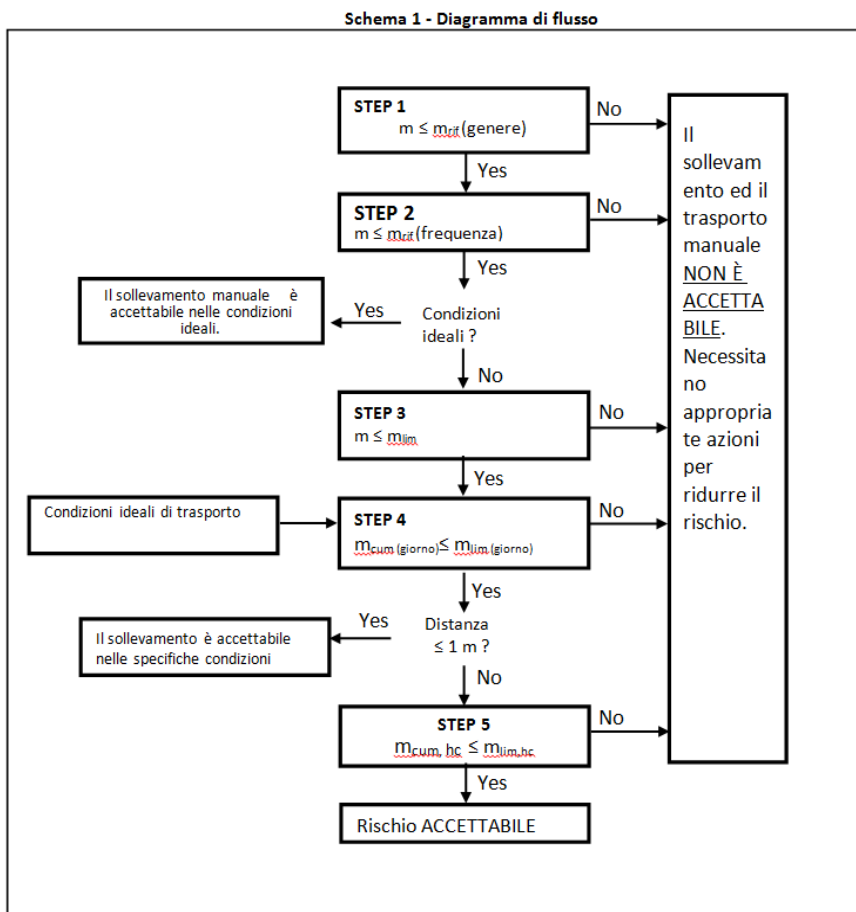 Schema 1 - Diagramma di flusso
STEP 1
m ≤ mrif (genere)
No
Yes
STEP 2
m ≤ mrif (frequenza)
No
Yes
Il sollevamento manuale è
accettabile nelle condizioni
ideali.
Yes
Condizioni
ideali ?
No
STEP 3
m ≤ mlim
No
Yes
Condizioni ideali di trasporto
STEP 4
mcum (giorno) ≤ mlim (giorno)
No
Yes
Il sollevamento è accettabile
nelle specifiche condizioni
Yes
Distanza
≤ 1 m ?
No
STEP 5
mcum, hc ≤ mlim,hc
No
Yes
Rischio ACCETTABILE
Il
sollevam
ento ed il
trasporto
manuale
NON È
ACCETTA
BILE.
Necessita
no
appropria
te azioni
per
ridurre il
rischio.